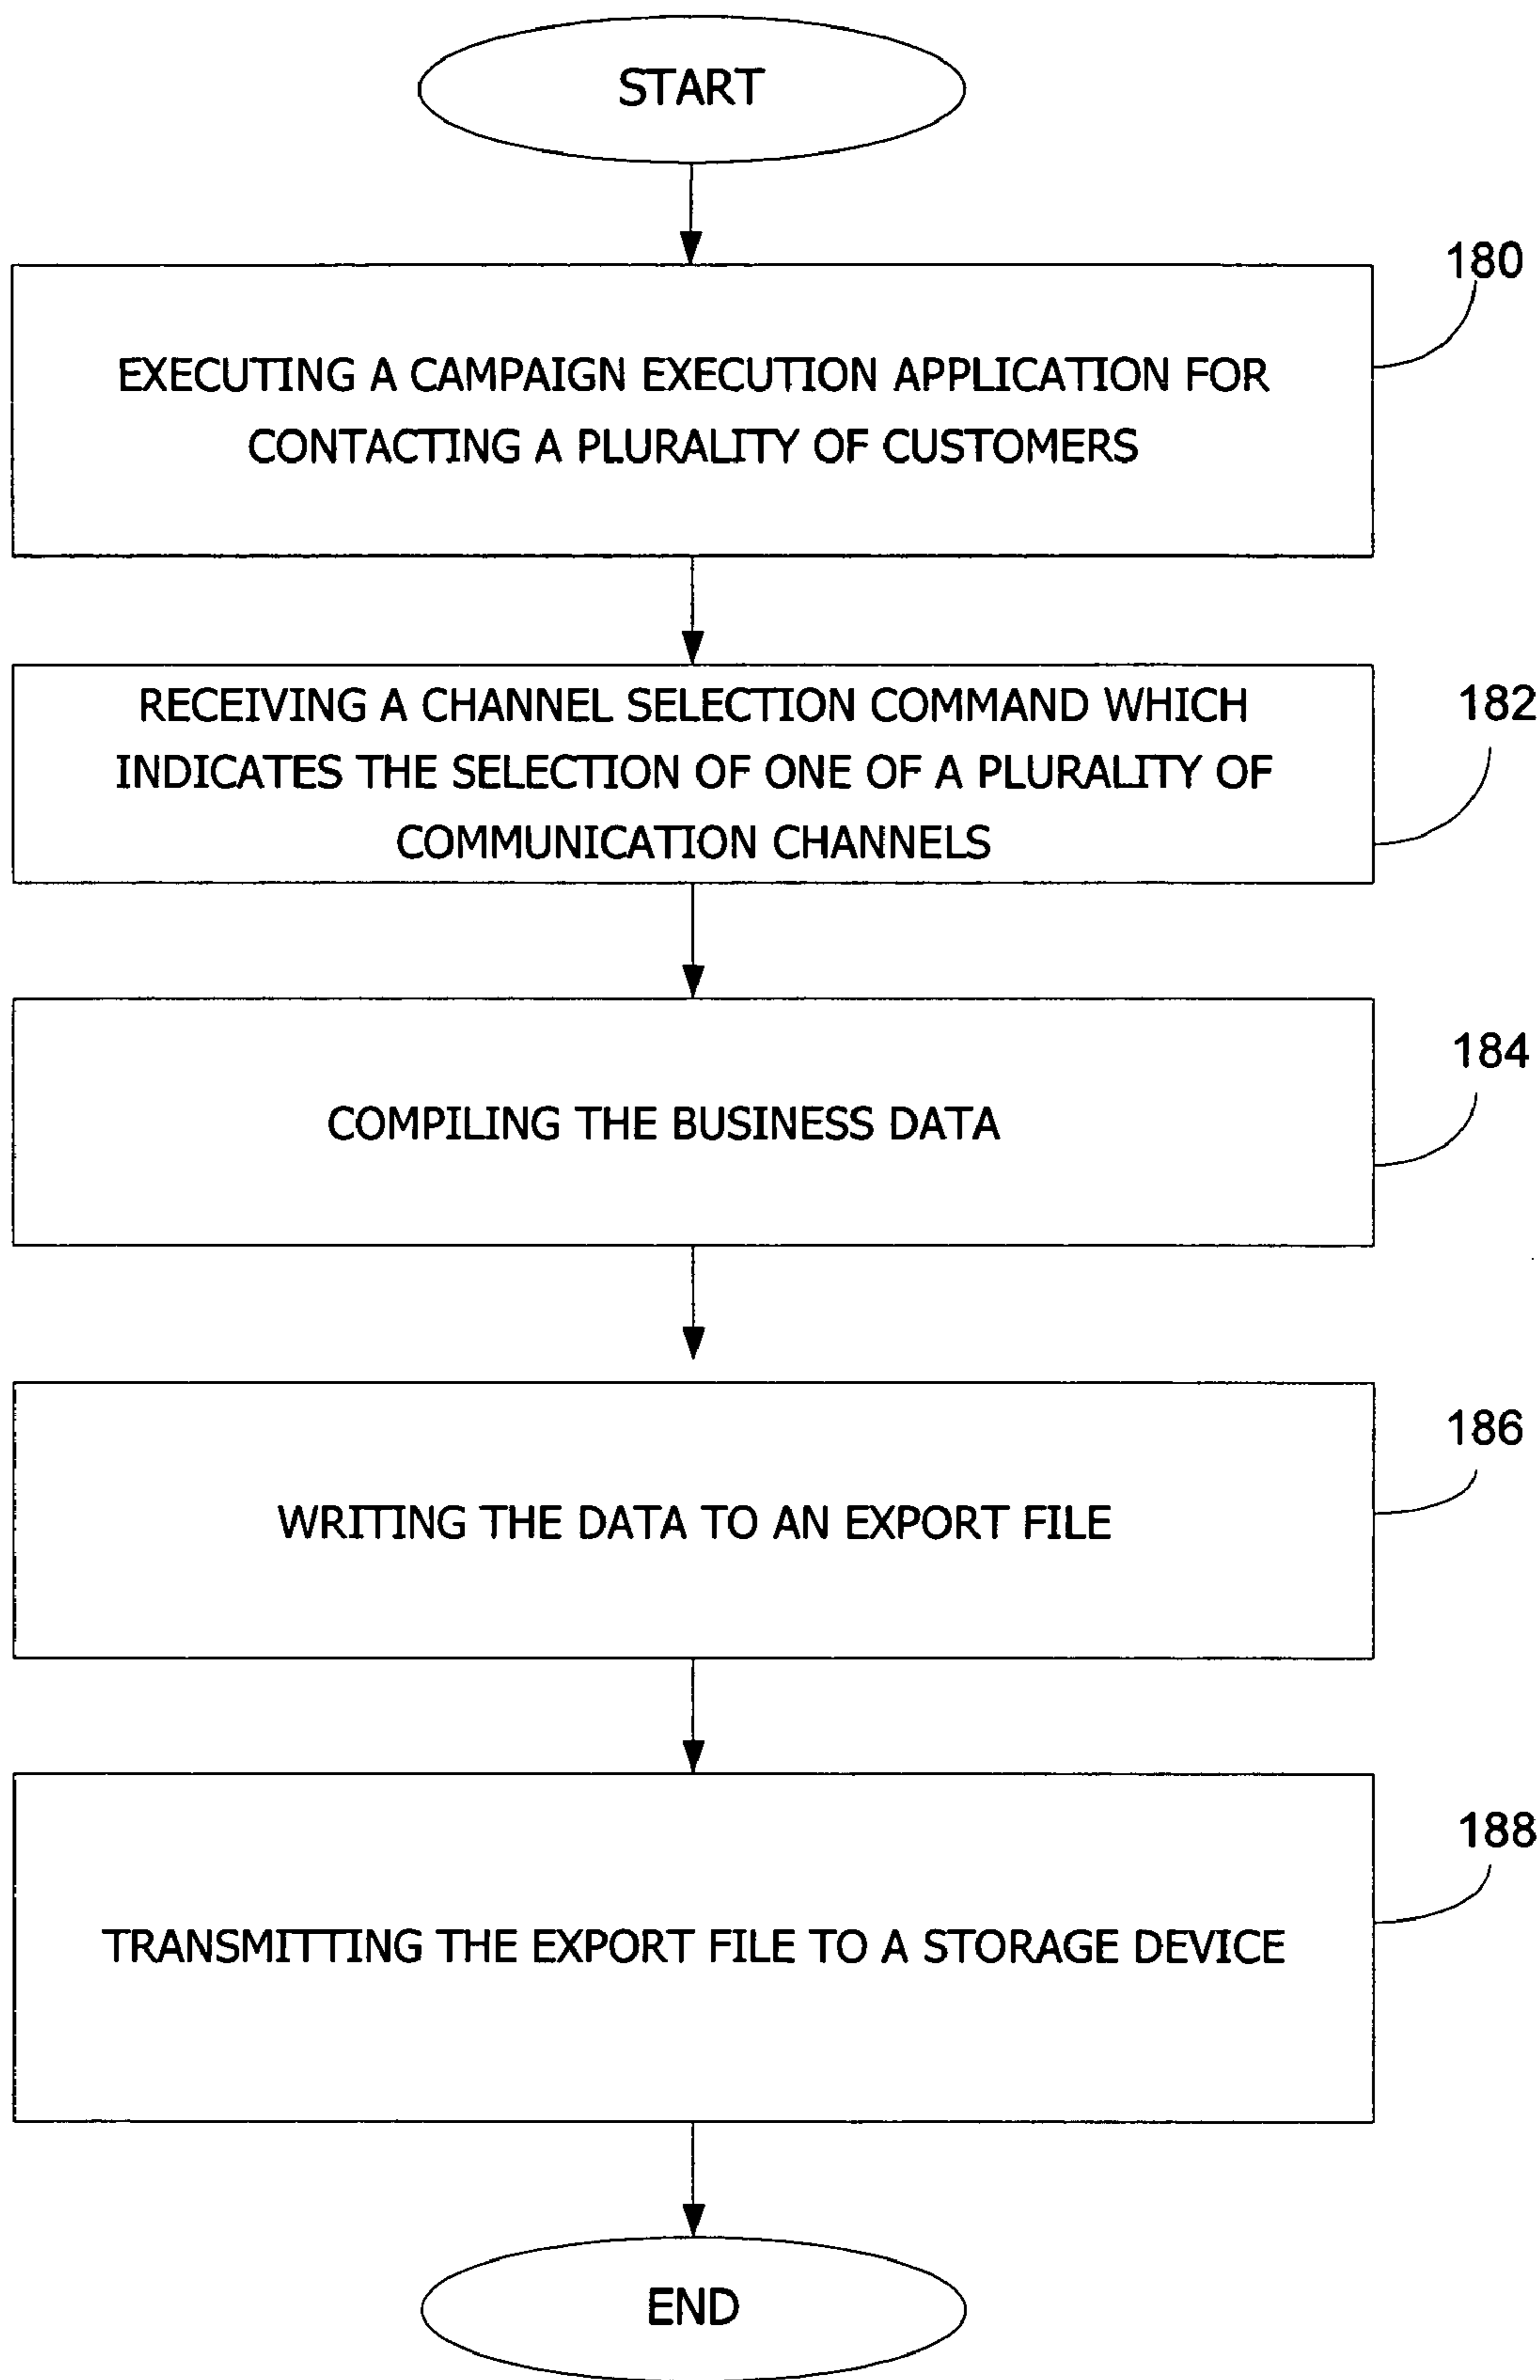 START
180
EXECUTING A CAMPAIGN EXECUTION APPLICATION FOR
CONTACTING A PLURALITY OF CUSTOMERS
182
RECEIVING A CHANNEL SELECTION COMMAND WHICH
INDICATES THE SELECTION OF ONE OF A PLURALITY OF
COMMUNICATION CHANNELS
184
COMPILING THE BUSINESS DATA
186
WRITING THE DATA TO AN EXPORT FILE
188
TRANSMITTING THE EXPORT FILE TO A STORAGE DEVICE
END